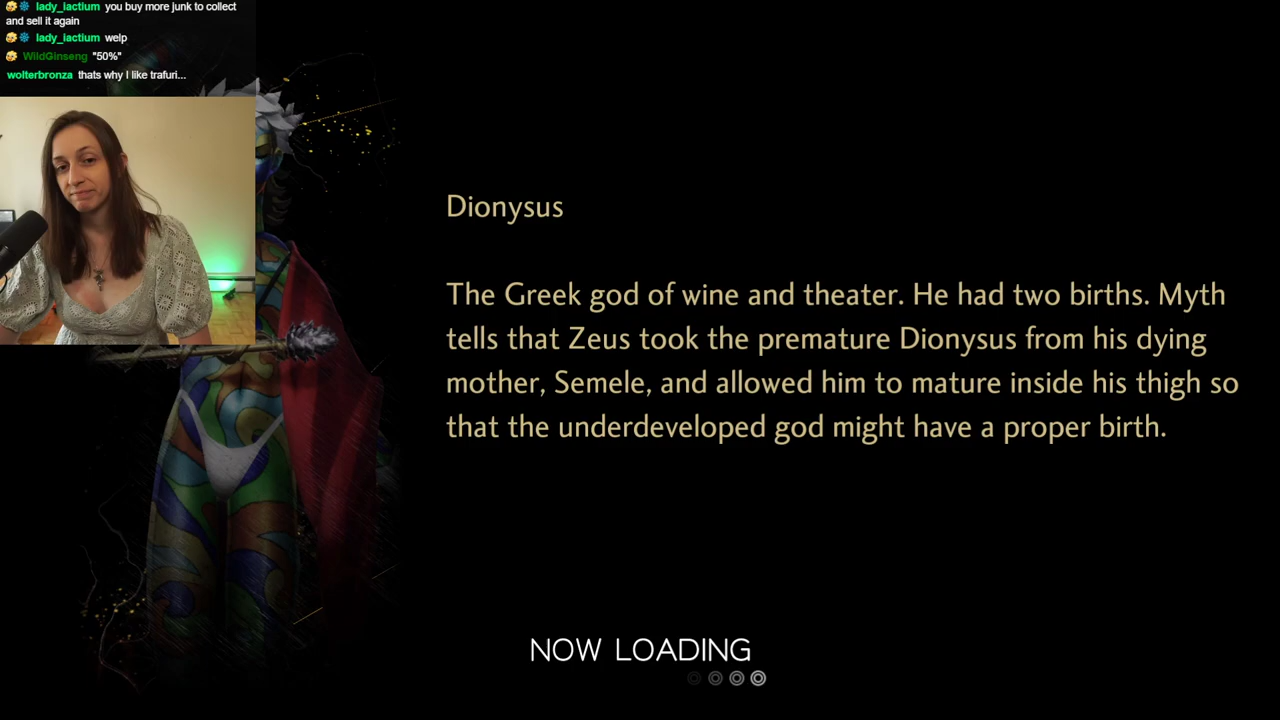 lady_iactium you buy more junk to collect
and sell it again
lady_iactium welp
WildGinseng "50%"
wolterbronza thats why I like trafuri...
Dionysus
The Greek god of wine and theater. He had two births. Myth
tells that Zeus took the premature Dionysus from his dying
mother, Semele, and allowed him to mature inside his thigh so
that the underdeveloped god might have a proper birth.
NOW LOADING